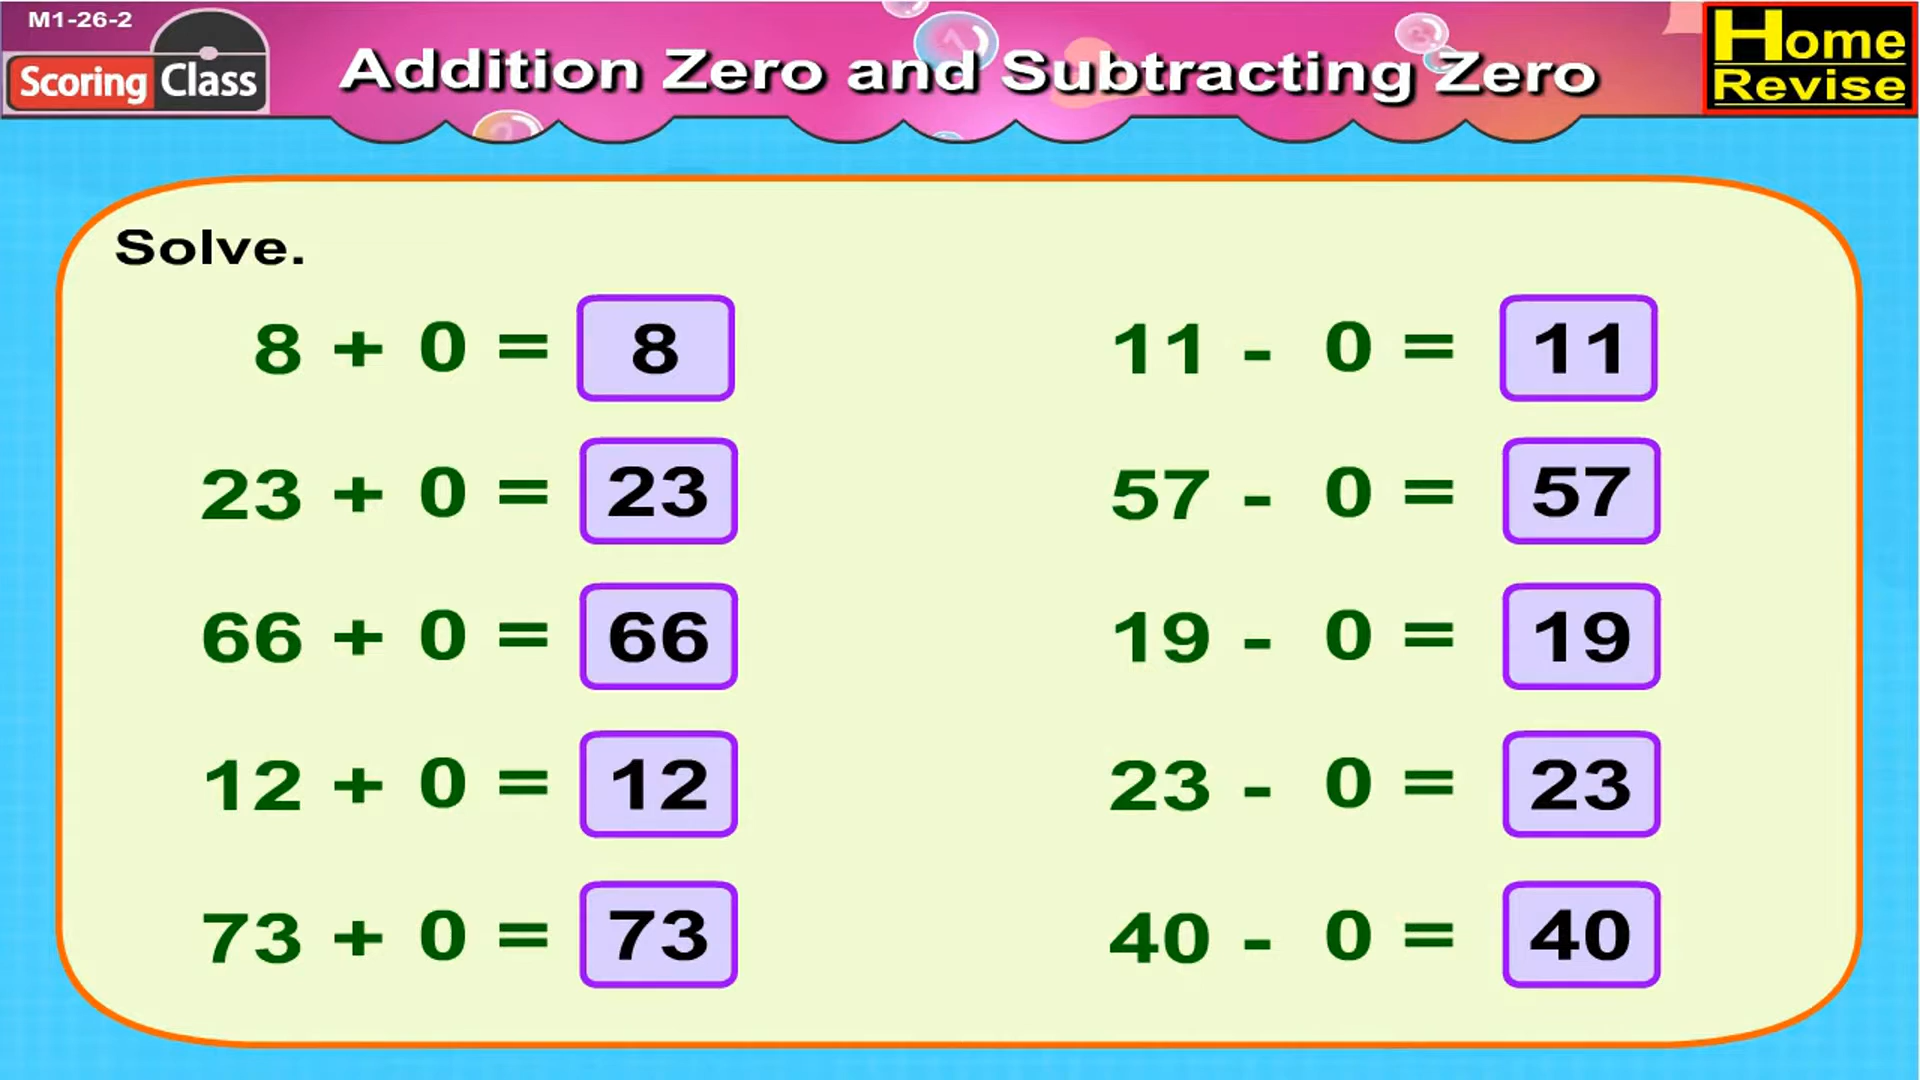 M1-26-2
Scoring Class
Addition Zero and Subtracting Zero
Home
Revise
Solve.
8 + 0 = 8
11 - 0 = 11
23 + 0 = 23
57 - 0 = 57
66 + 0 = 66
19 - 0 = 19
12 + 0 = 12
23 - 0 = 23
73 + 0 = 73
40 - 0 = 40